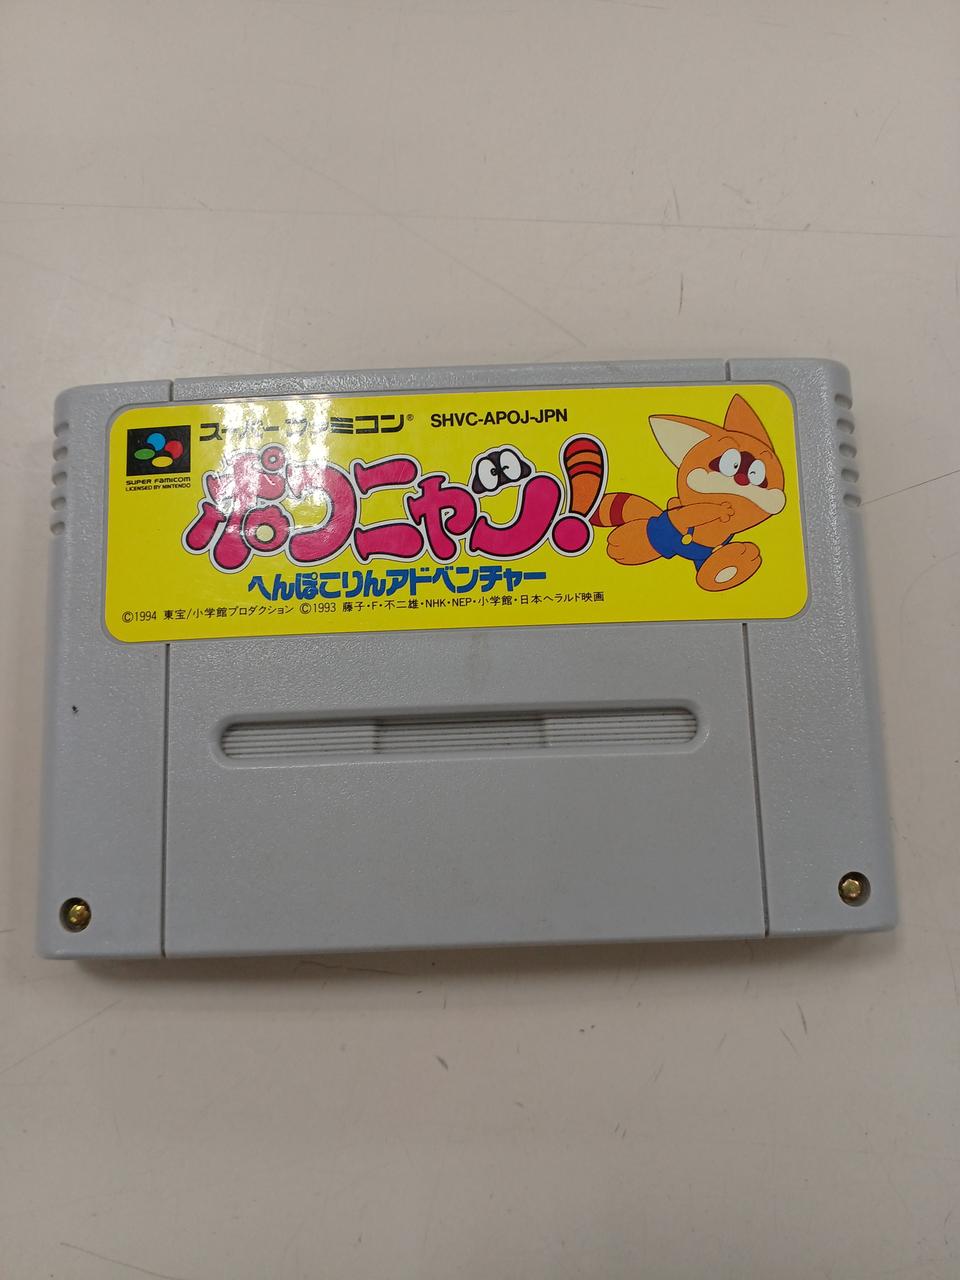 スーパーファミコン® SHVC-APOJ-JPN
SUPER FAMICOM
LICENSED BY NINTENDO
ポコニャン!
へんぽこりんアドベンチャー
©1994 東宝/小学館プロダクション ©1993 藤子・F・不二雄・NHK・NEP・小学館・日本ヘラルド映画